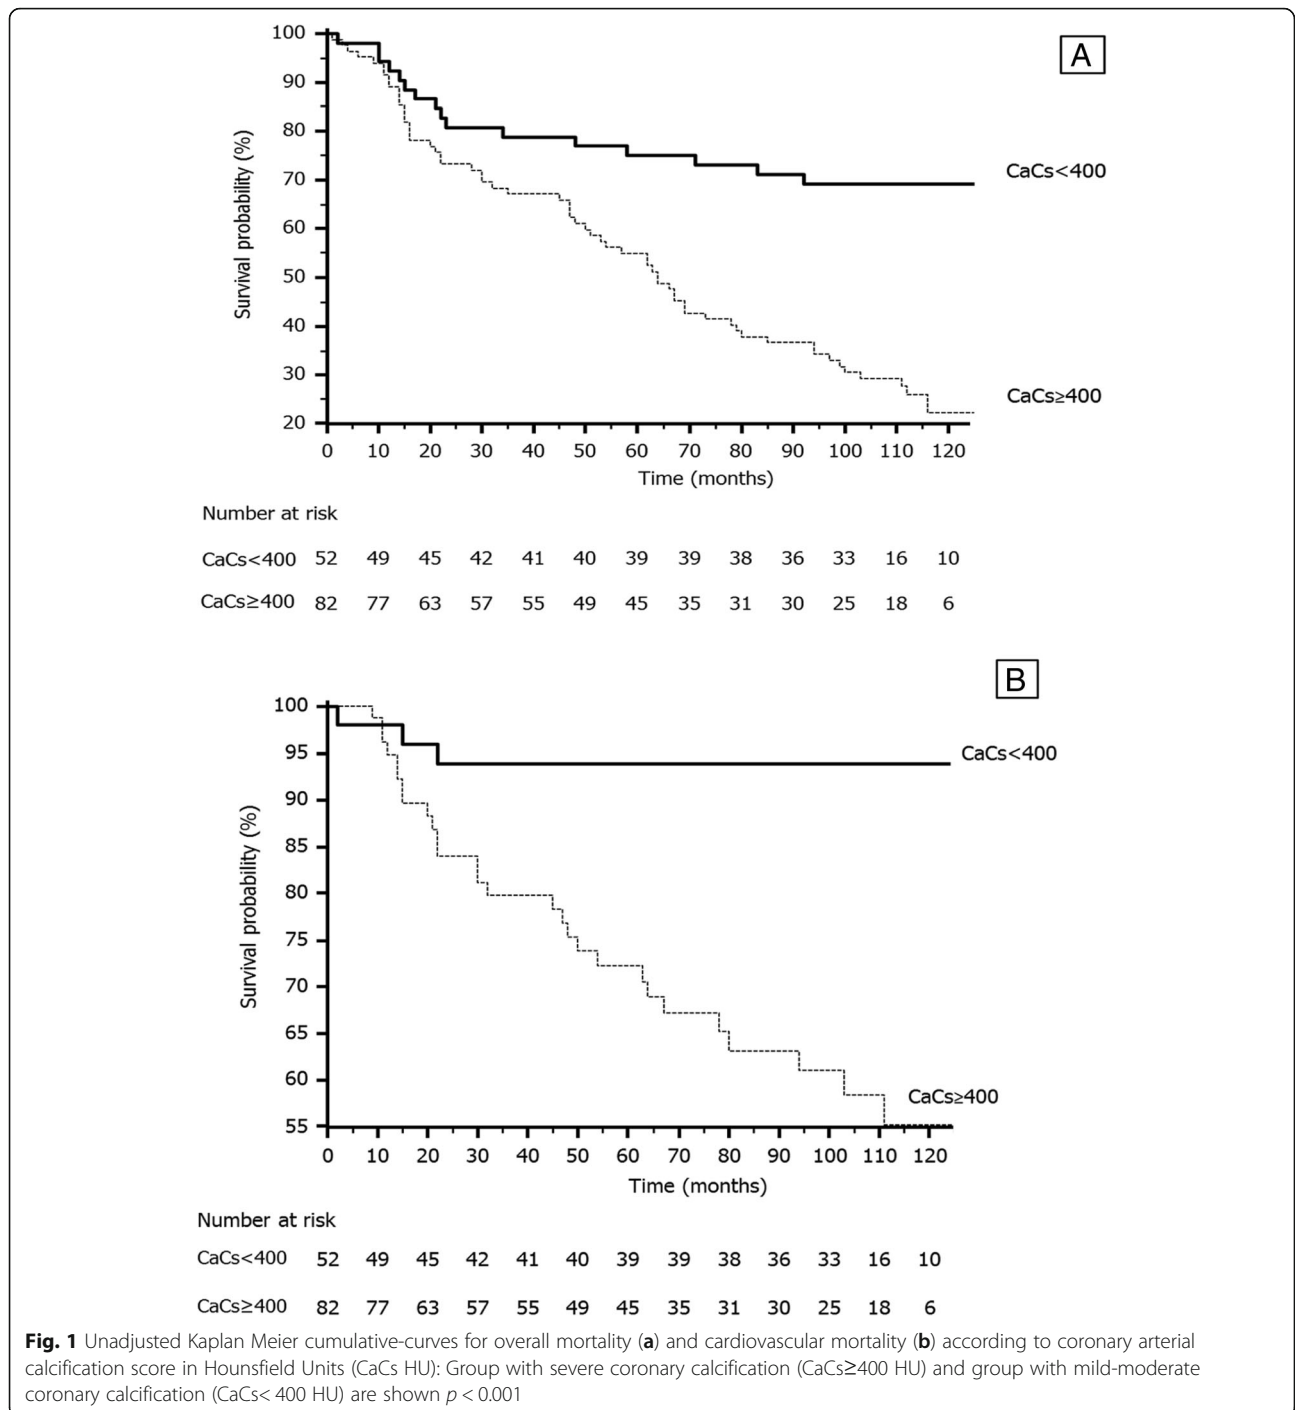 A
100
90
80
70
60
50
40
30
20
Survival probability (%)
CaCs<400
CaCs≥400
0 10 20 30 40 50 60 70 80 90 100 110 120
Time (months)
Number at risk
CaCs<400 52 49 45 42 41 40 39 39 38 36 33 16 10
CaCs≥400 82 77 63 57 55 49 45 35 31 30 25 18 6
B
100
95
90
85
80
75
70
65
60
55
Survival probability (%)
CaCs<400
CaCs≥400
0 10 20 30 40 50 60 70 80 90 100 110 120
Time (months)
Number at risk
CaCs<400 52 49 45 42 41 40 39 39 38 36 33 16 10
CaCs≥400 82 77 63 57 55 49 45 35 31 30 25 18 6
Fig. 1 Unadjusted Kaplan Meier cumulative-curves for overall mortality (a) and cardiovascular mortality (b) according to coronary arterial
calcification score in Hounsfield Units (CaCs HU): Group with severe coronary calcification (CaCs≥400 HU) and group with mild-moderate
coronary calcification (CaCs< 400 HU) are shown p < 0.001